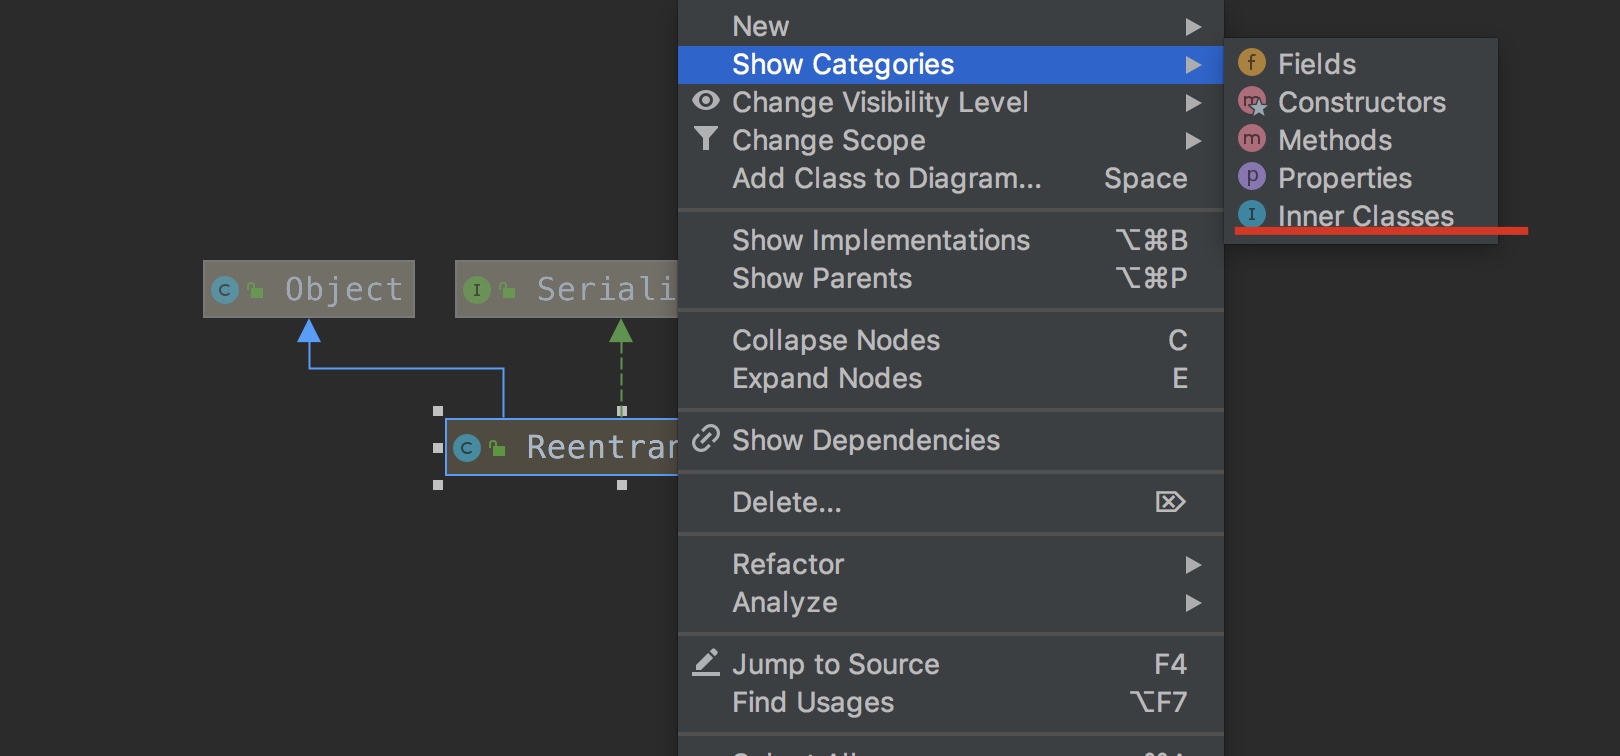 New
Show Categories
Change Visibility Level
Change Scope
Add Class to Diagram... Space
Show Implementations ⌥⌘B
Show Parents ⌥⌘P
Collapse Nodes C
Expand Nodes E
Show Dependencies
Delete... ⌦
Refactor
Analyze
Jump to Source F4
Find Usages ⌥F7
f Fields
m Constructors
m Methods
p Properties
I Inner Classes
C Object
I Seriali
C Reentran